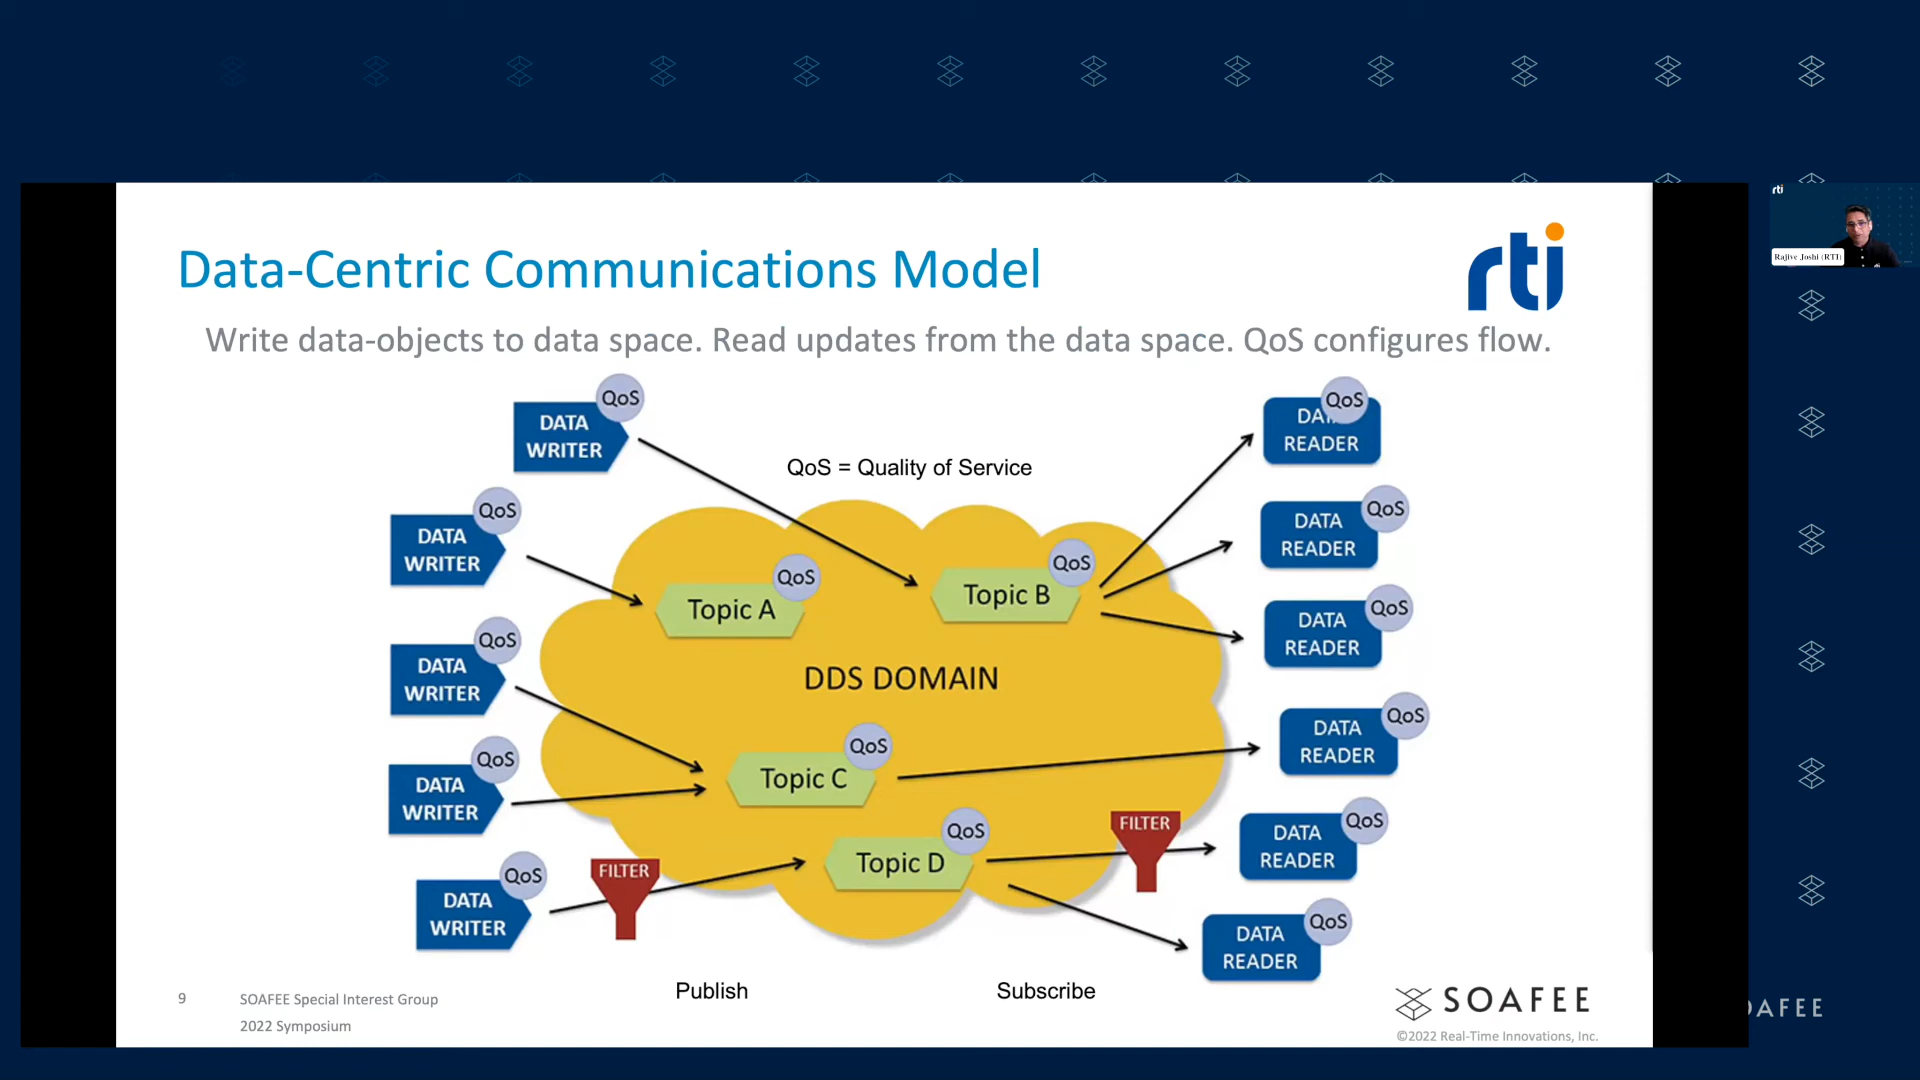 Data-Centric Communications Model
rti
Write data-objects to data space. Read updates from the data space. QoS configures flow.
QoS
DATA
WRITER
QoS = Quality of Service
QoS
READER
QoS
DATA
WRITER
QoS
DATA
READER
QoS
Topic A
QoS
Topic B
QoS
DATA
READER
QoS
DATA
WRITER
DDS DOMAIN
QoS
DATA
READER
QoS
DATA
WRITER
QoS
Topic C
QoS
Topic D
FILTER
QoS
DATA
READER
QoS
DATA
WRITER
FILTER
QoS
DATA
READER
Publish
Subscribe
9
SOAFEE Special Interest Group
2022 Symposium
SOAFEE
©2022 Real-Time Innovations, Inc.
rti
Rajive Joshi (RTI)